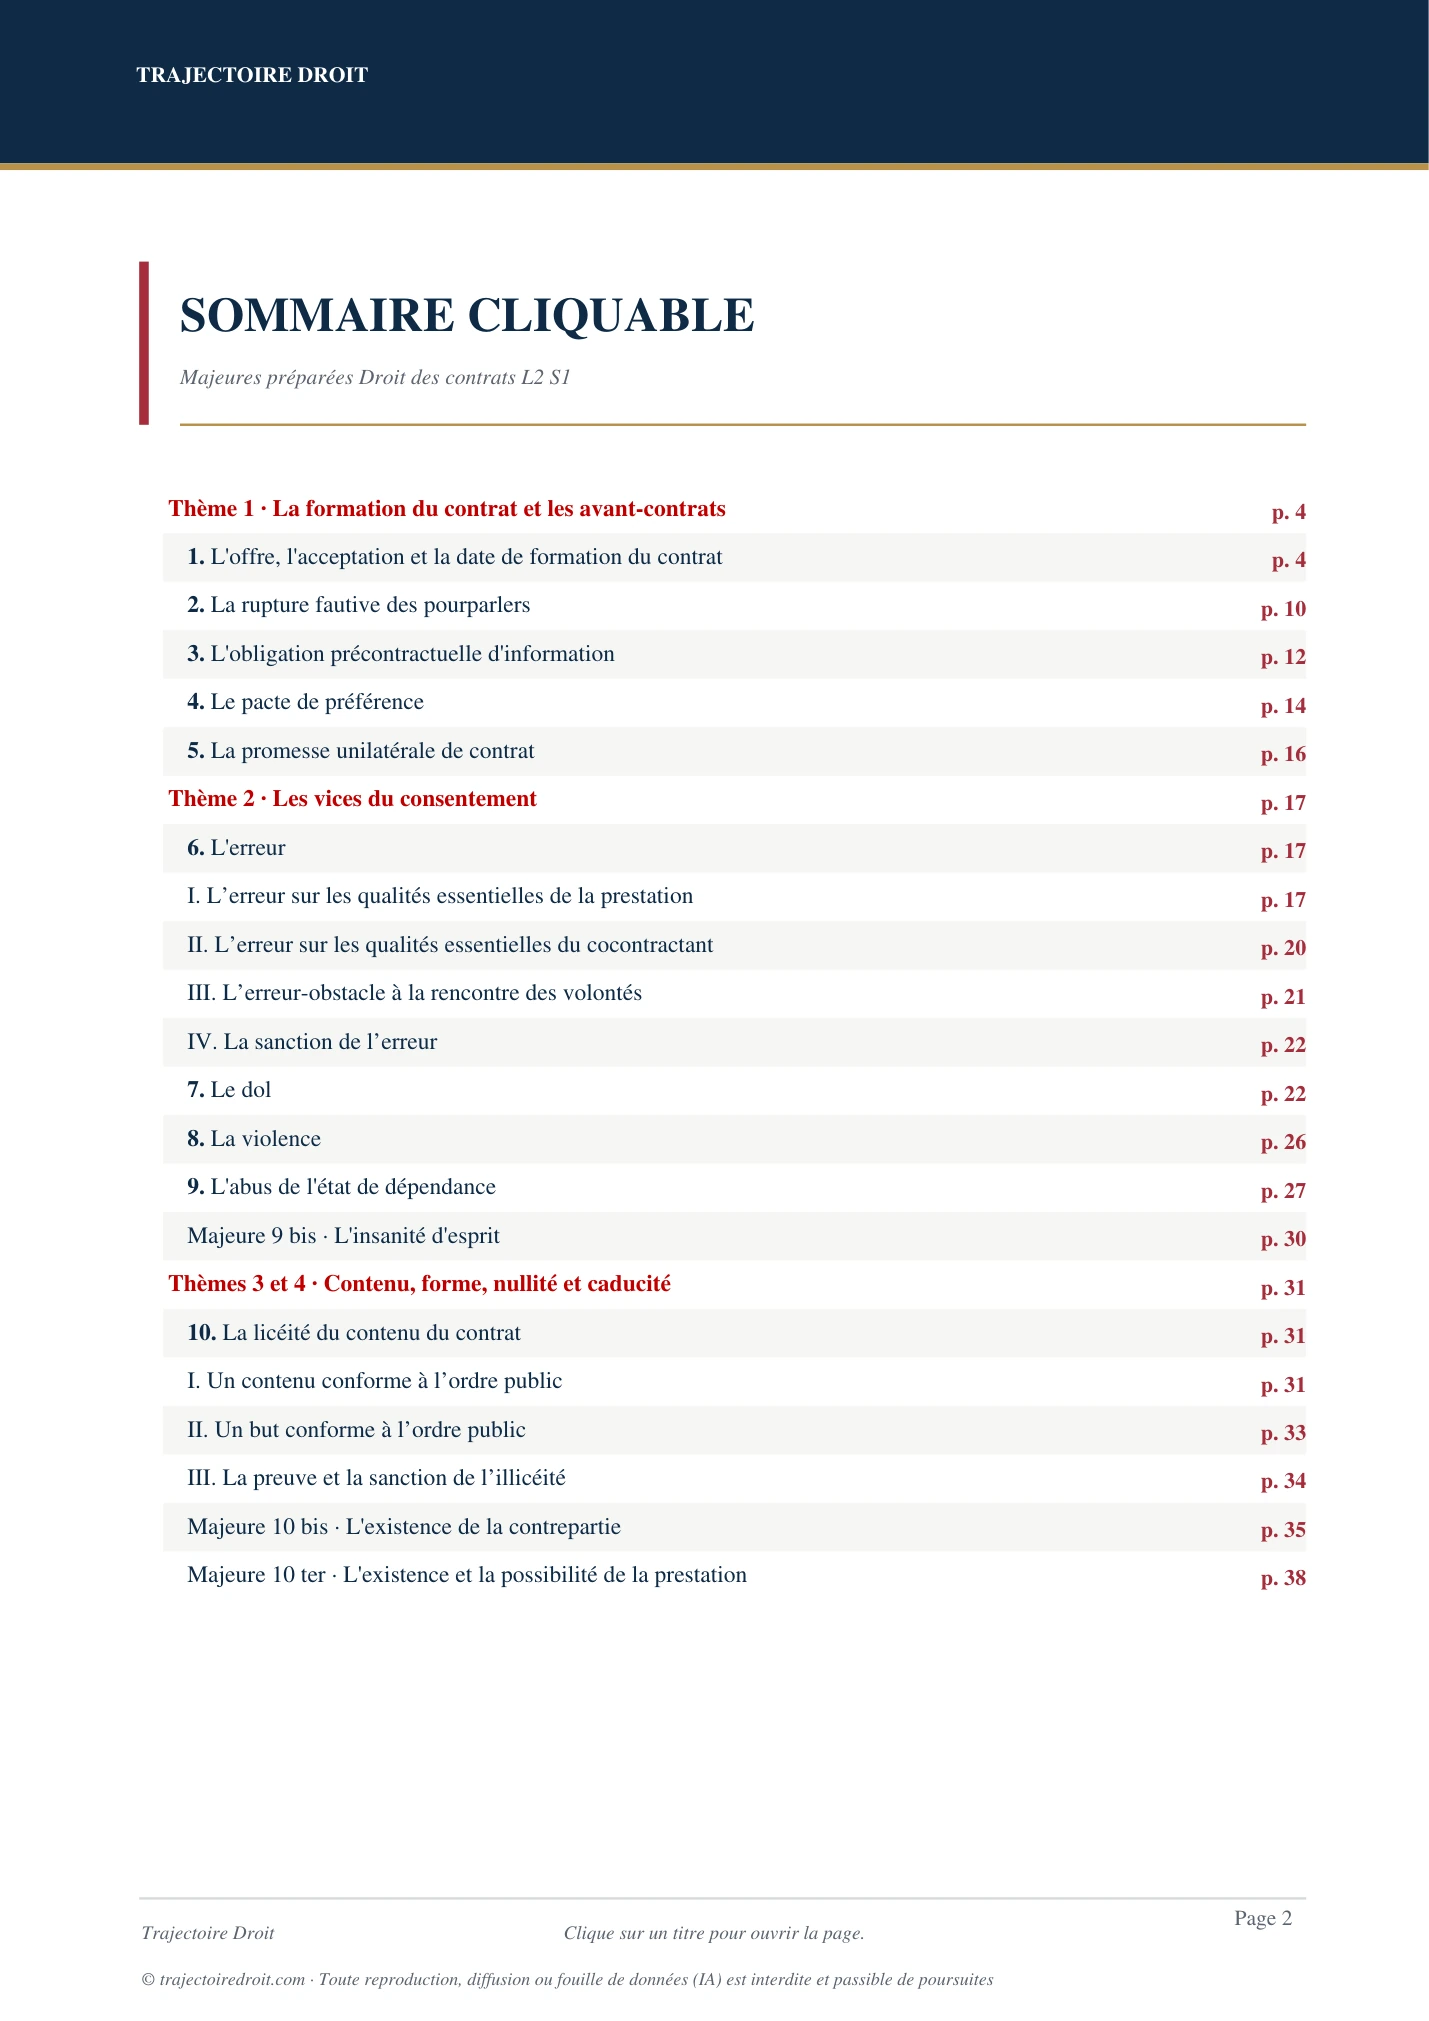 TRAJECTOIRE DROIT
SOMMAIRE CLIQUABLE
Majeures préparées Droit des contrats L2 S1
Thème 1 · La formation du contrat et les avant-contrats p. 4
1. L'offre, l'acceptation et la date de formation du contrat p. 4
2. La rupture fautive des pourparlers p. 10
3. L'obligation précontractuelle d'information p. 12
4. Le pacte de préférence p. 14
5. La promesse unilatérale de contrat p. 16
Thème 2 · Les vices du consentement p. 17
6. L'erreur p. 17
I. L’erreur sur les qualités essentielles de la prestation p. 17
II. L’erreur sur les qualités essentielles du cocontractant p. 20
III. L’erreur-obstacle à la rencontre des volontés p. 21
IV. La sanction de l’erreur p. 22
7. Le dol p. 22
8. La violence p. 26
9. L'abus de l'état de dépendance p. 27
Majeure 9 bis · L'insanité d'esprit p. 30
Thèmes 3 et 4 · Contenu, forme, nullité et caducité p. 31
10. La licéité du contenu du contrat p. 31
I. Un contenu conforme à l’ordre public p. 31
II. Un but conforme à l’ordre public p. 33
III. La preuve et la sanction de l’illicéité p. 34
Majeure 10 bis · L'existence de la contrepartie p. 35
Majeure 10 ter · L'existence et la possibilité de la prestation p. 38
Trajectoire Droit Clique sur un titre pour ouvrir la page. Page 2
© trajectoiredroit.com · Toute reproduction, diffusion ou fouille de données (IA) est interdite et passible de poursuites